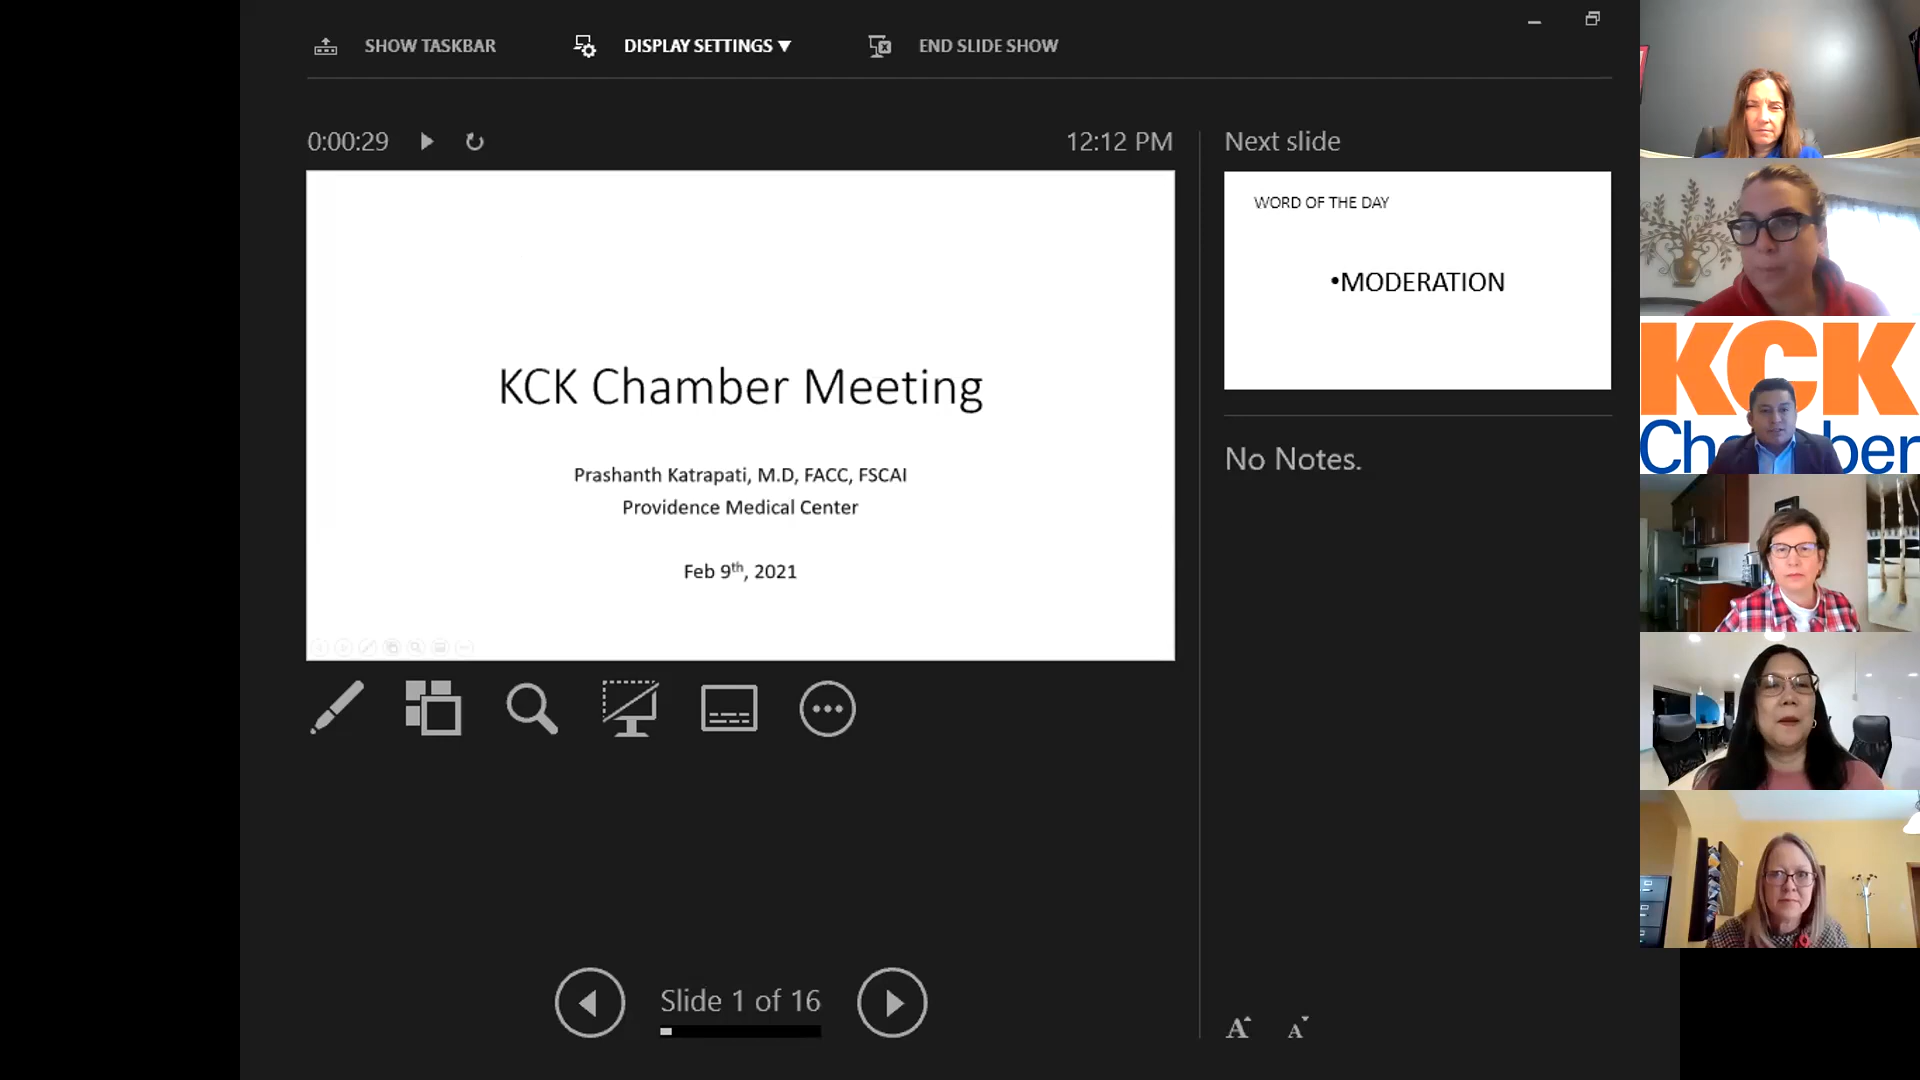 SHOW TASKBAR
DISPLAY SETTINGS ▼
END SLIDE SHOW
0:00:29
12:12 PM
KCK Chamber Meeting
Prashanth Katrapati, M.D, FACC, FSCAI
Providence Medical Center
Feb 9th, 2021
Slide 1 of 16
Next slide
WORD OF THE DAY
•MODERATION
No Notes.
A
A
KCK
Ch ber